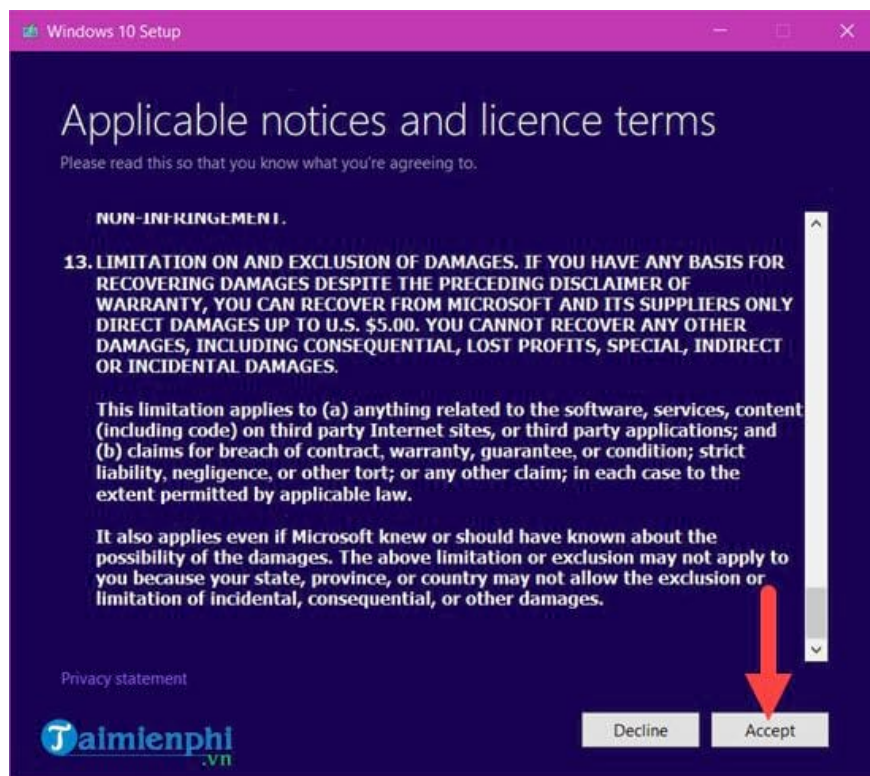 Windows 10 Setup
Applicable notices and licence terms
Please read this so that you know what you're agreeing to.
NON-INFRINGEMENT.
13. LIMITATION ON AND EXCLUSION OF DAMAGES. IF YOU HAVE ANY BASIS FOR
RECOVERING DAMAGES DESPITE THE PRECEDING DISCLAIMER OF
WARRANTY, YOU CAN RECOVER FROM MICROSOFT AND ITS SUPPLIERS ONLY
DIRECT DAMAGES UP TO U.S. $5.00. YOU CANNOT RECOVER ANY OTHER
DAMAGES, INCLUDING CONSEQUENTIAL, LOST PROFITS, SPECIAL, INDIRECT
OR INCIDENTAL DAMAGES.
This limitation applies to (a) anything related to the software, services, content
(including code) on third party Internet sites, or third party applications; and
(b) claims for breach of contract, warranty, guarantee, or condition; strict
liability, negligence, or other tort; or any other claim; in each case to the
extent permitted by applicable law.
It also applies even if Microsoft knew or should have known about the
possibility of the damages. The above limitation or exclusion may not apply to
you because your state, province, or country may not allow the exclusion or
limitation of incidental, consequential, or other damages.
Privacy statement
Decline
Accept
Taimienphi
.vn